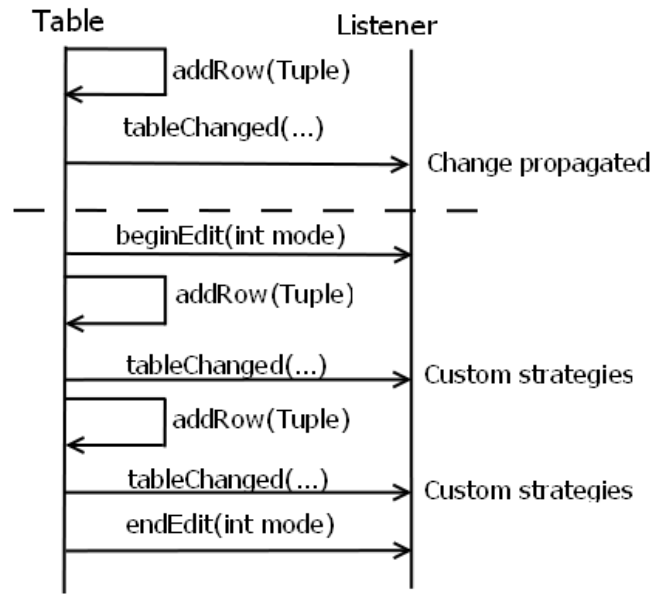 Table
Listener
addRow(Tuple)
tableChanged(...)
Change propagated
beginEdit(int mode)
addRow(Tuple)
tableChanged(...)
Custom strategies
addRow(Tuple)
tableChanged(...)
Custom strategies
endEdit(int mode)